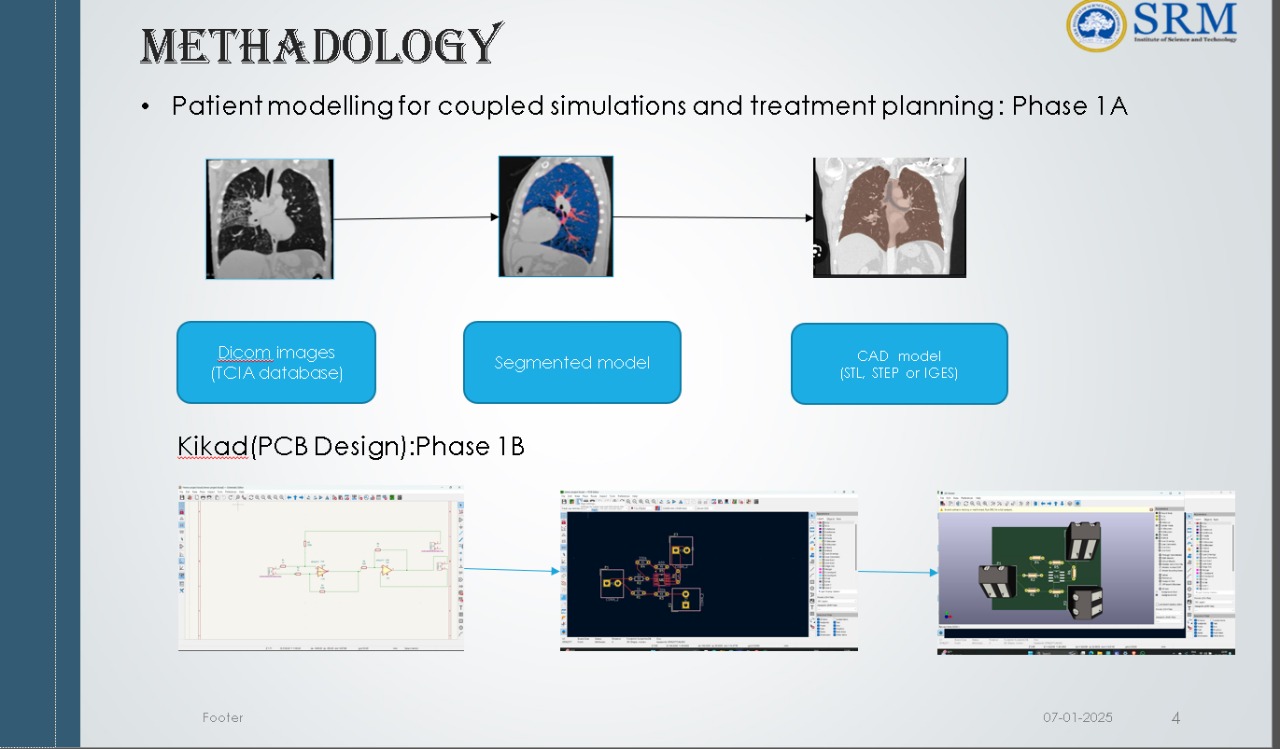 METHADOLOGY
SRM
Institute of Science and Technology
• Patient modelling for coupled simulations and treatment planning: Phase 1A
Dicom images
(TCIA database)
Segmented model
CAD model
(STL, STEP or IGES)
Kikad(PCB Design):Phase 1B
Footer
07-01-2025
4